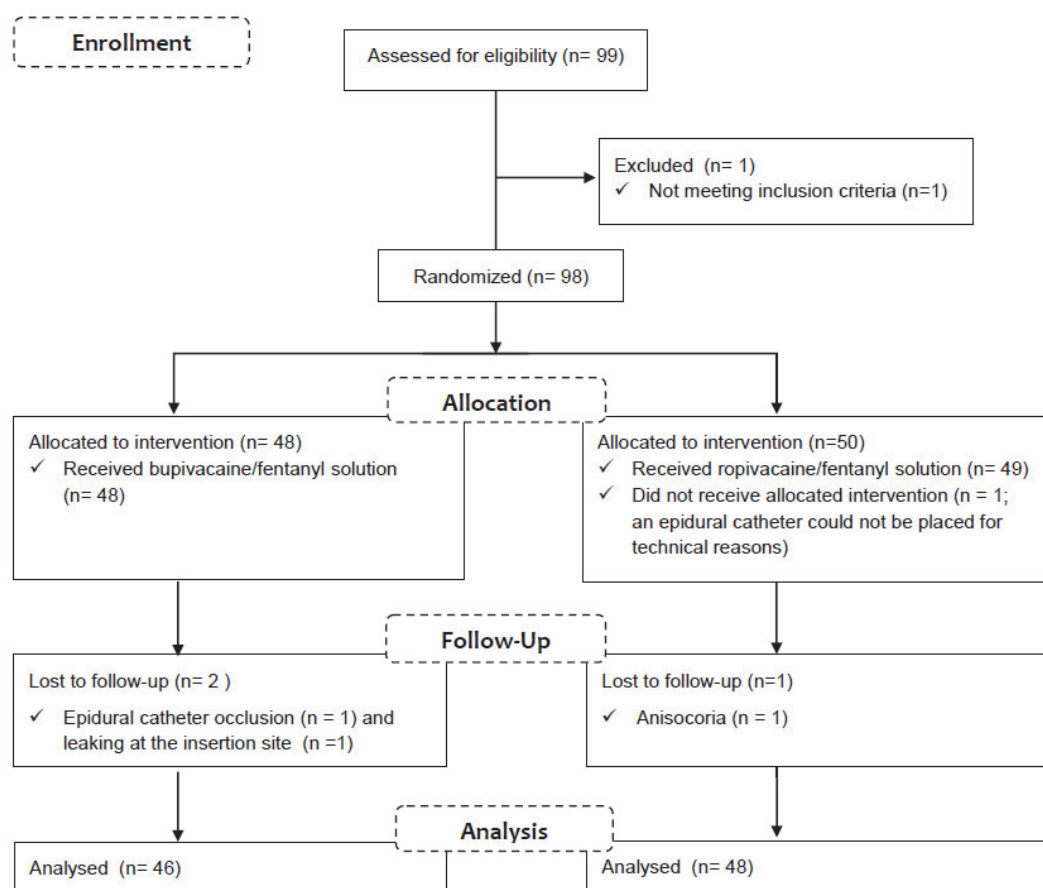 Enrollment
Assessed for eligibility (n= 99)
Excluded (n= 1)
✓ Not meeting inclusion criteria (n=1)
Randomized (n= 98)
Allocation
Allocated to intervention (n= 48)
✓ Received bupivacaine/fentanyl solution
(n= 48)
Allocated to intervention (n=50)
✓ Received ropivacaine/fentanyl solution (n= 49)
✓ Did not receive allocated intervention (n = 1;
an epidural catheter could not be placed for
technical reasons)
Follow-Up
Lost to follow-up (n= 2 )
✓ Epidural catheter occlusion (n = 1) and
leaking at the insertion site (n =1)
Lost to follow-up (n=1)
✓ Anisocoria (n = 1)
Analysis
Analysed (n= 46)
Analysed (n= 48)